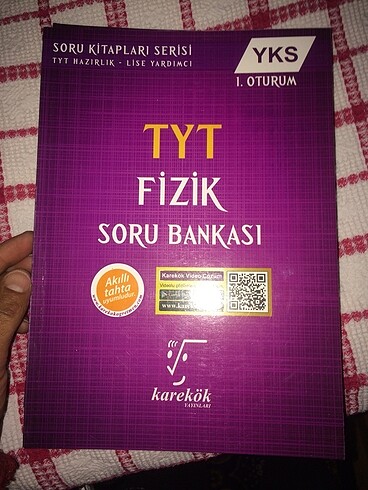 SORU KİTAPLARI SERİSİ
TYT HAZIRLIK - LİSE YARDIMCI
YKS
1. OTURUM
TYT
FİZİK
SORU BANKASI
Akıllı
tahta
uyumludur.
Karekök Video Çözüm
karekök
YAYINLARI